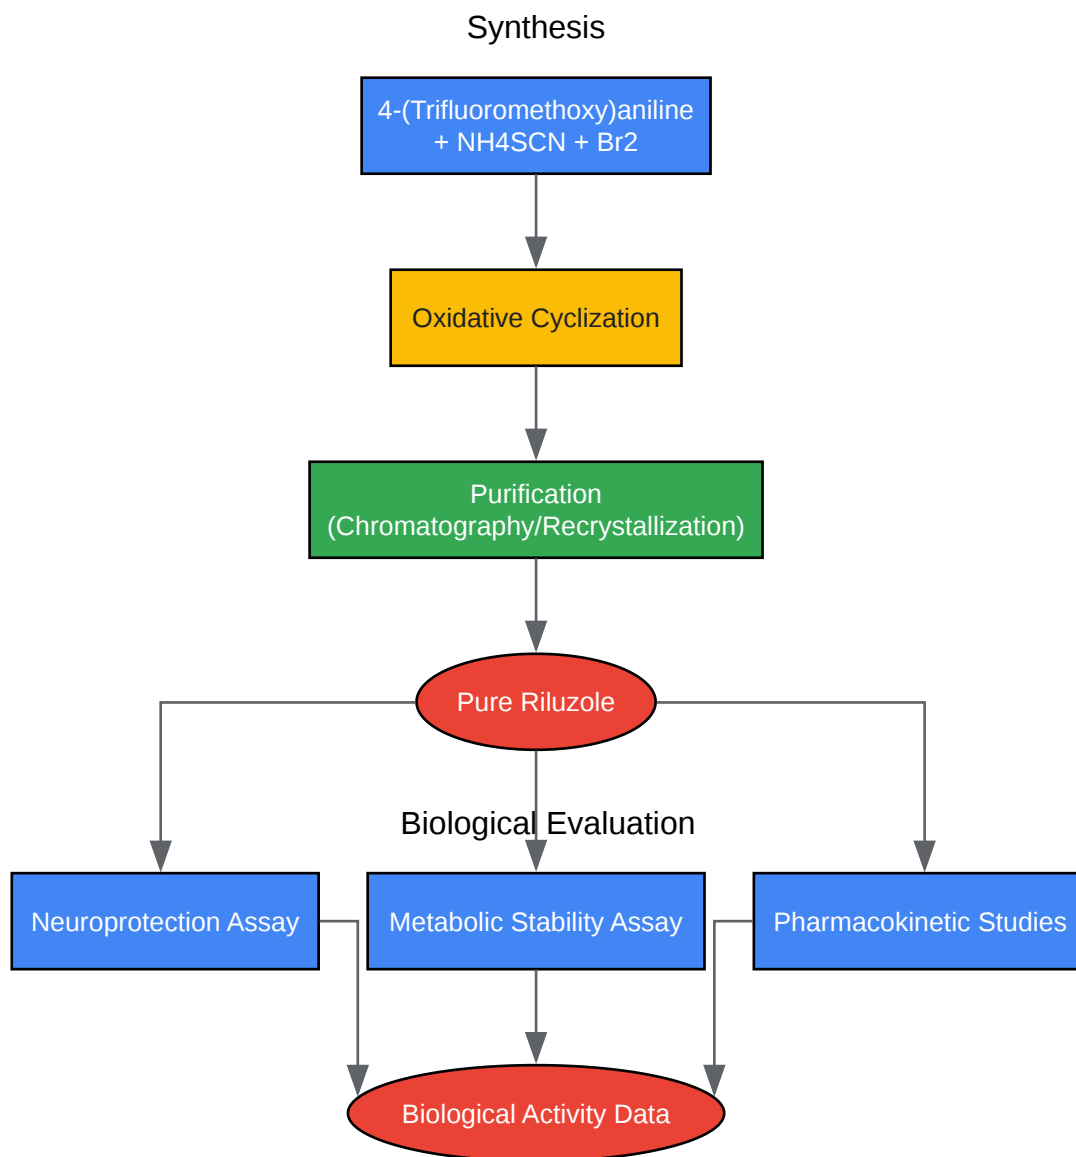 Synthesis
4-(Trifluoromethoxy)aniline
+ NH4SCN + Br2
Oxidative Cyclization
Purification
(Chromatography/Recrystallization)
Pure Riluzole
Biological Evaluation
Neuroprotection Assay
Metabolic Stability Assay
Pharmacokinetic Studies
Biological Activity Data